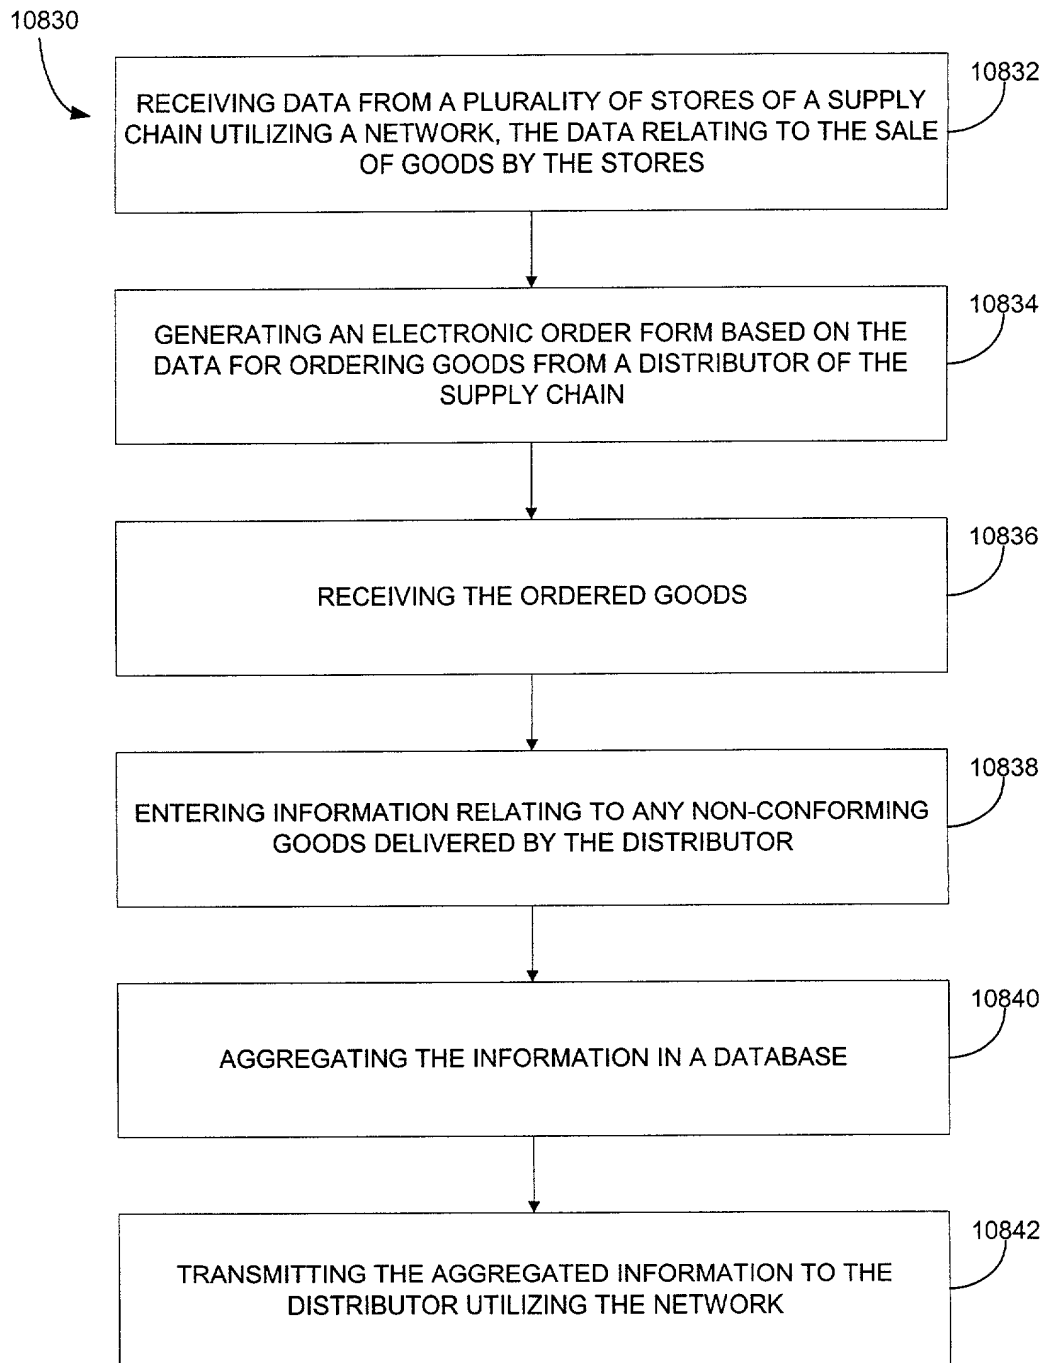 10830
10832
RECEIVING DATA FROM A PLURALITY OF STORES OF A SUPPLY
CHAIN UTILIZING A NETWORK, THE DATA RELATING TO THE SALE
OF GOODS BY THE STORES
10834
GENERATING AN ELECTRONIC ORDER FORM BASED ON THE
DATA FOR ORDERING GOODS FROM A DISTRIBUTOR OF THE
SUPPLY CHAIN
10836
RECEIVING THE ORDERED GOODS
10838
ENTERING INFORMATION RELATING TO ANY NON-CONFORMING
GOODS DELIVERED BY THE DISTRIBUTOR
10840
AGGREGATING THE INFORMATION IN A DATABASE
10842
TRANSMITTING THE AGGREGATED INFORMATION TO THE
DISTRIBUTOR UTILIZING THE NETWORK